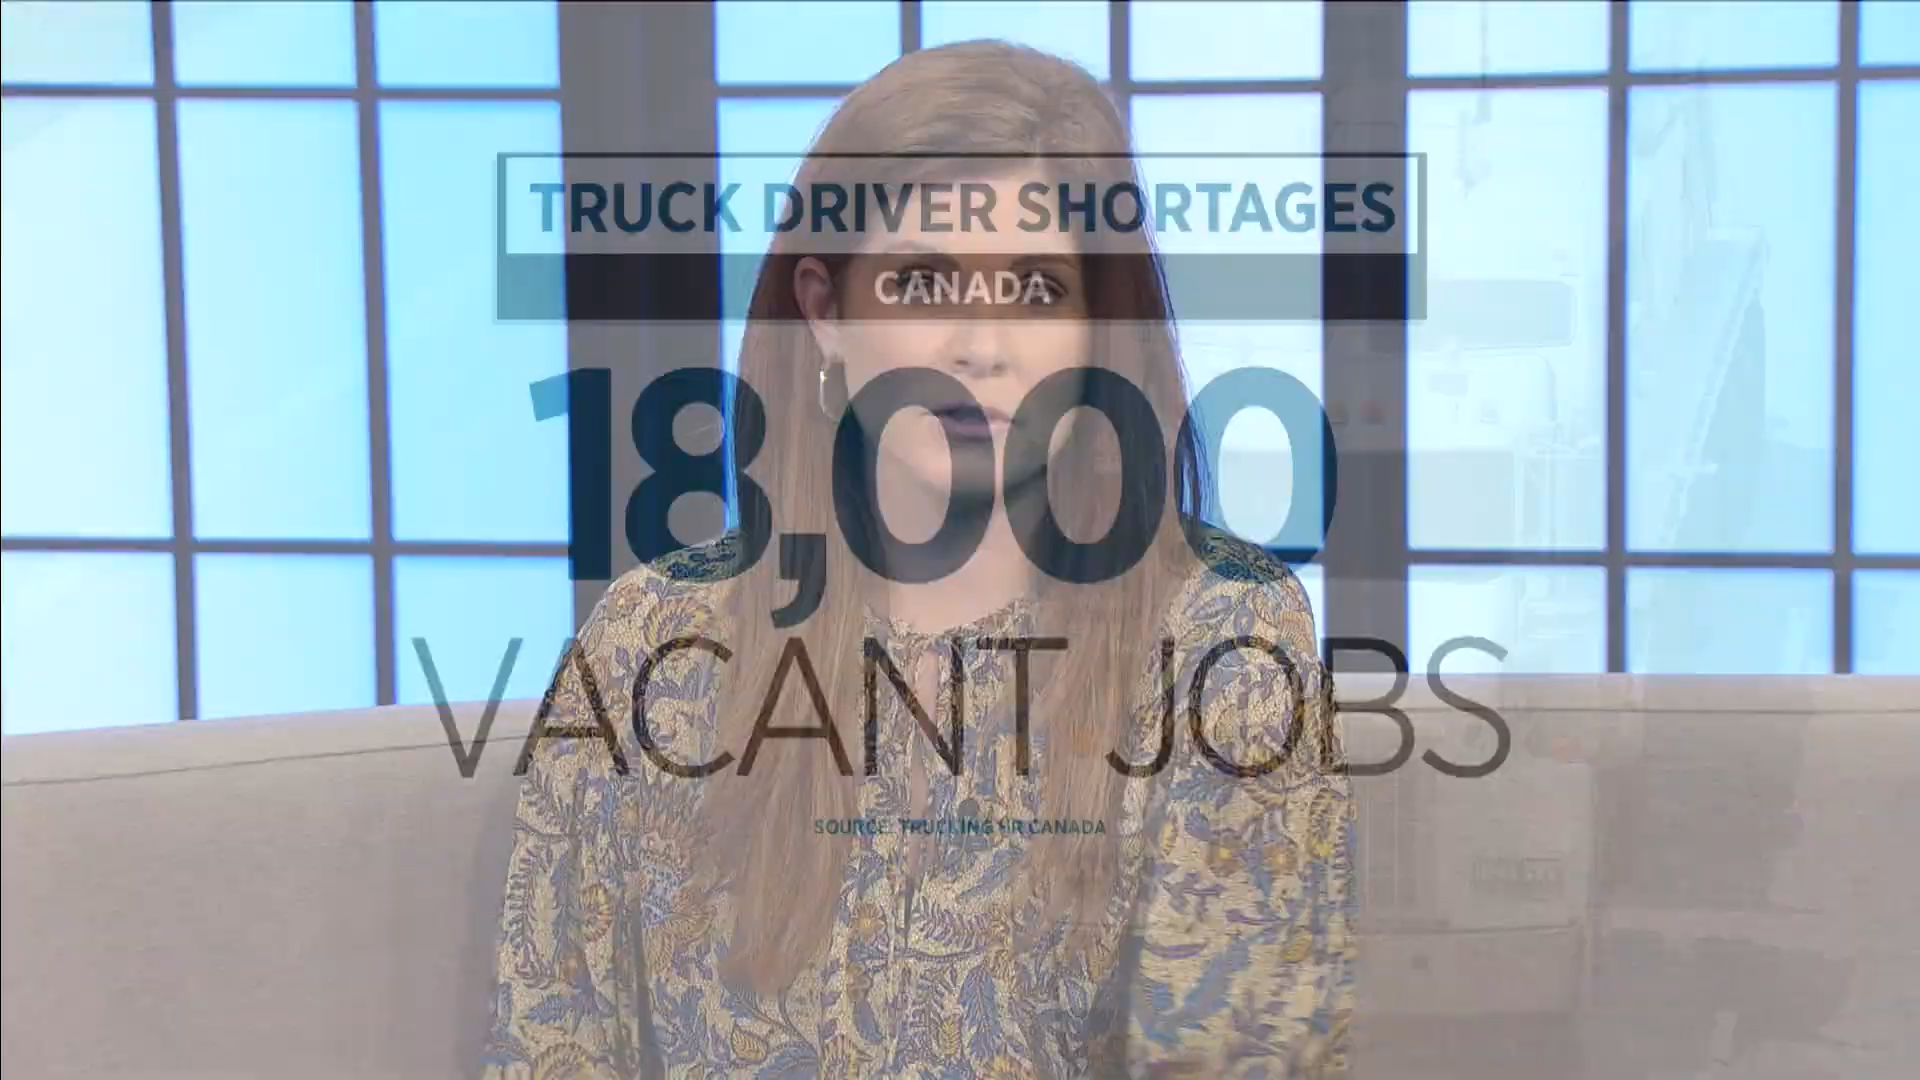 TRUCK DRIVER SHORTAGES
CANADA
18,000
VACANT JOBS
SOURCE: TRUCKING HR CANADA